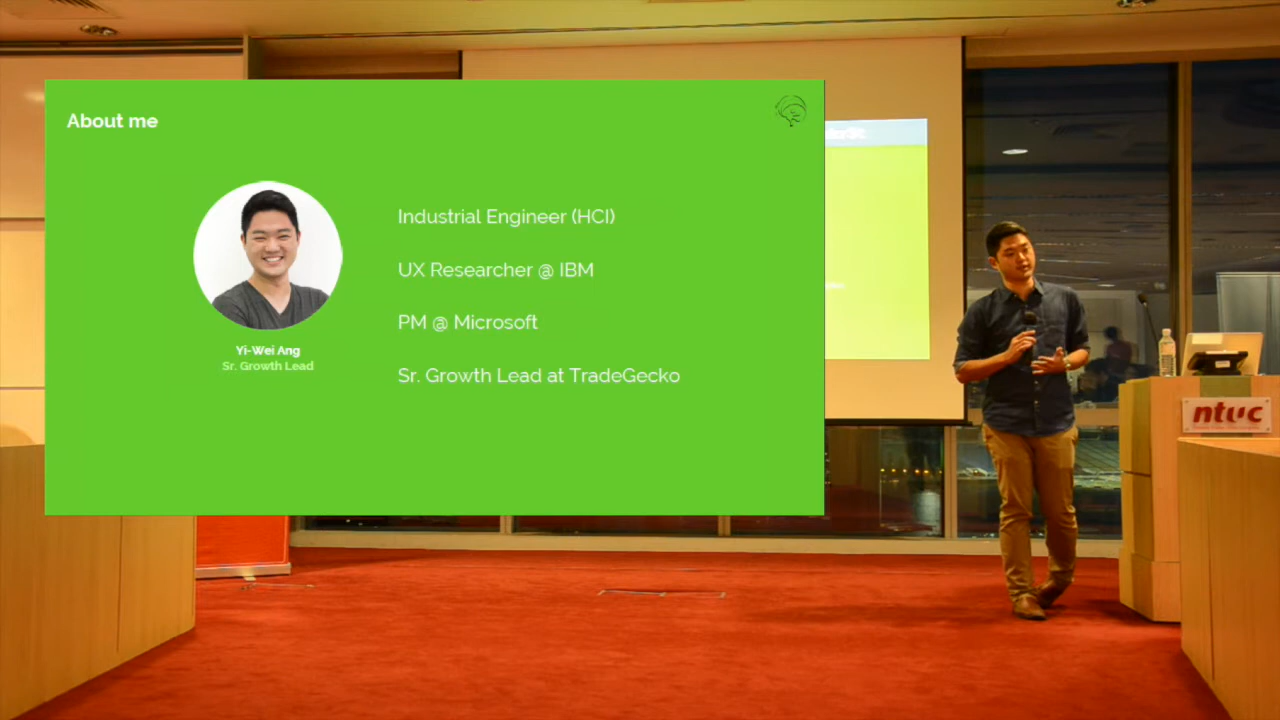 About me
Industrial Engineer (HCI)
UX Researcher @ IBM
PM @ Microsoft
Sr. Growth Lead at TradeGecko
Yi-Wei Ang
Sr. Growth Lead
ntuc